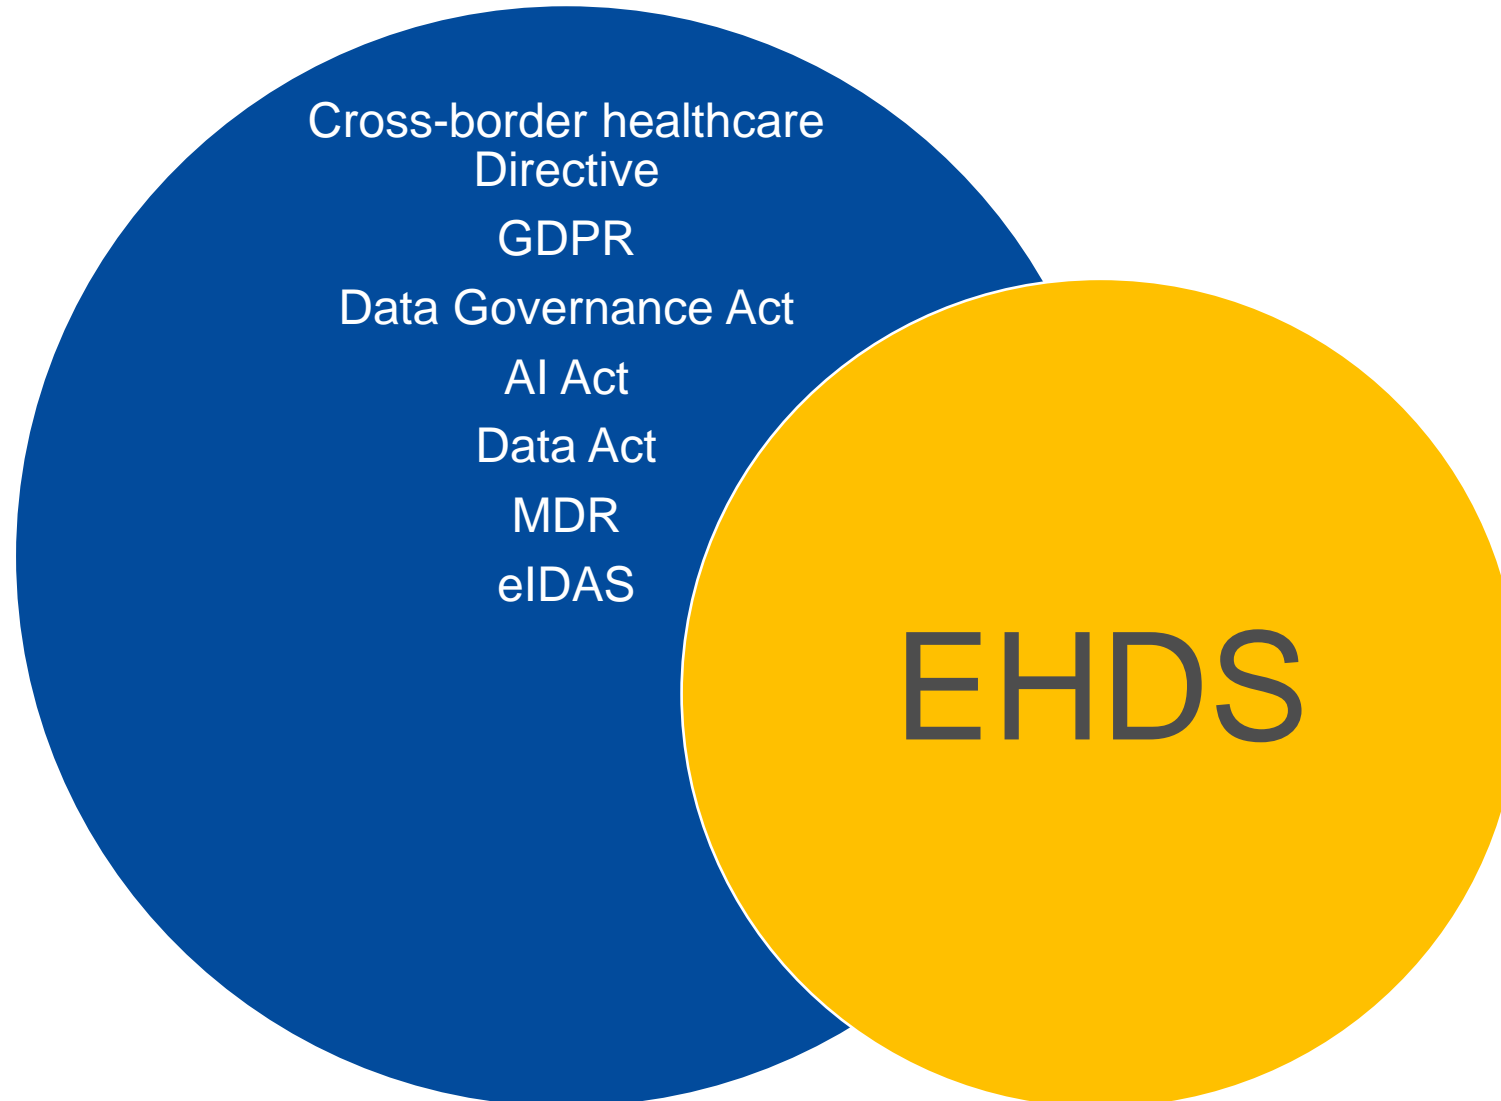 Cross-border healthcare
Directive
GDPR
Data Governance Act
AI Act
Data Act
MDR
eIDAS
EHDS